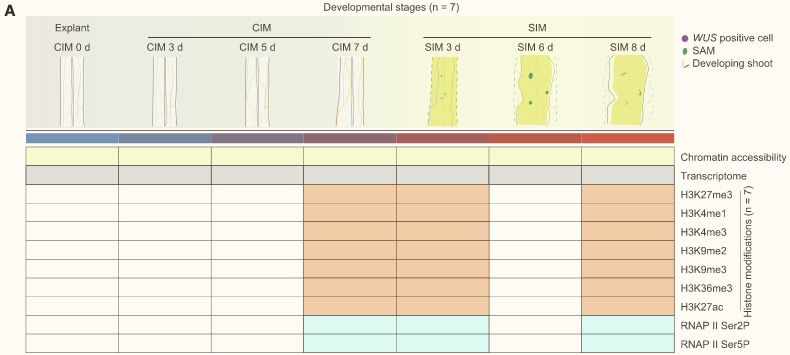 A
Developmental stages (n = 7)
Explant
CIM
SIM
CIM 0 d
CIM 3 d
CIM 5 d
CIM 7 d
SIM 3 d
SIM 6 d
SIM 8 d
WUS positive cell
SAM
Developing shoot
Chromatin accessibility
Transcriptome
H3K27me3
H3K4me1
H3K4me3
H3K9me2
H3K9me3
H3K36me3
H3K27ac
Histone modifications (n = 7)
RNAP II Ser2P
RNAP II Ser5P